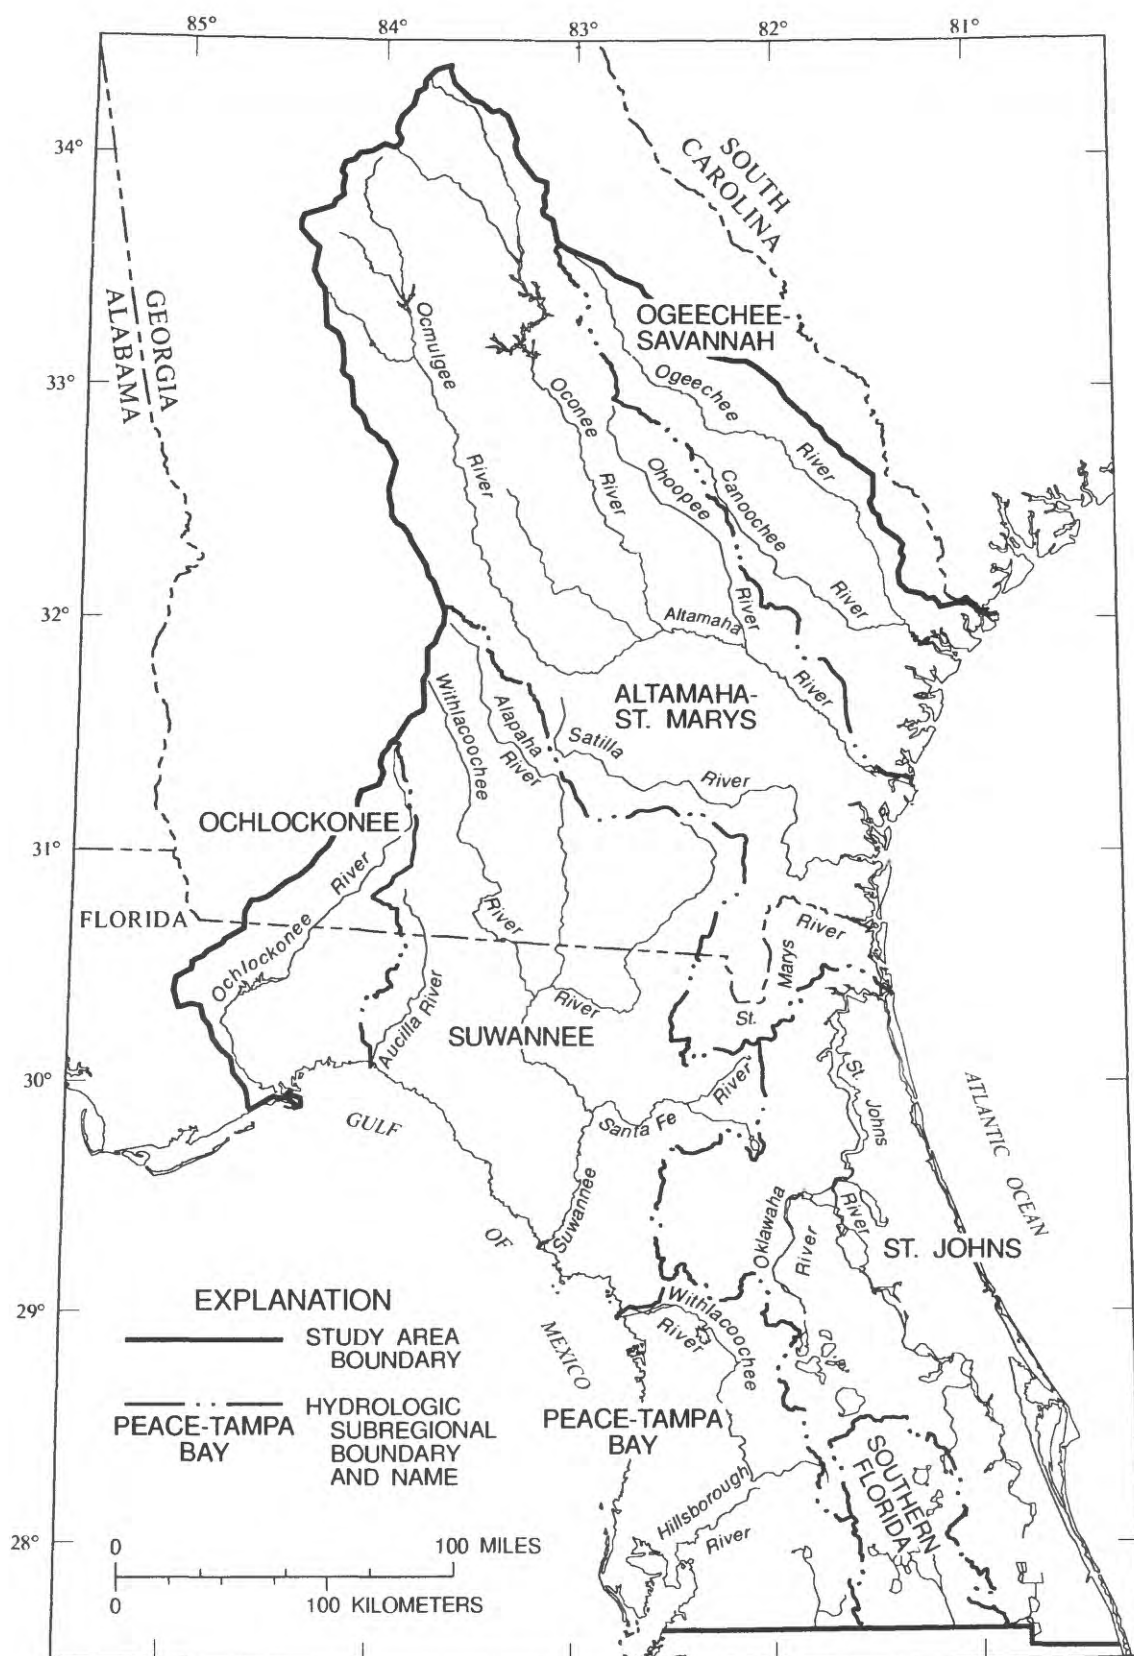 85°
84°
83°
82°
81°
34°
33°
32°
31°
30°
29°
28°
SOUTH
CAROLINA
GEORGIA
ALABAMA
OGEECHEE-
SAVANNAH
Ocmulgee
River
Oconee
River
Ogeechee
River
Ohoopee
River
Canoochee
River
Altamaha
River
ALTAMAHA-
ST. MARYS
Withlacoochee
River
Alapaha
River
Satilla
River
OCHLOCKONEE
FLORIDA
Ochlockonee
River
Aucilla River
SUWANNEE
River
St.
Marys
River
Santa Fe
River
Suwannee
St.
Johns
River
Oklawaha
River
ST. JOHNS
ATLANTIC OCEAN
GULF
OF
MEXICO
Withlacoochee
River
PEACE-TAMPA
BAY
Hillsborough
River
SOUTHERN
FLORIDA
EXPLANATION
STUDY AREA
BOUNDARY
PEACE-TAMPA
BAY
HYDROLOGIC
SUBREGIONAL
BOUNDARY
AND NAME
0
100 MILES
0
100 KILOMETERS